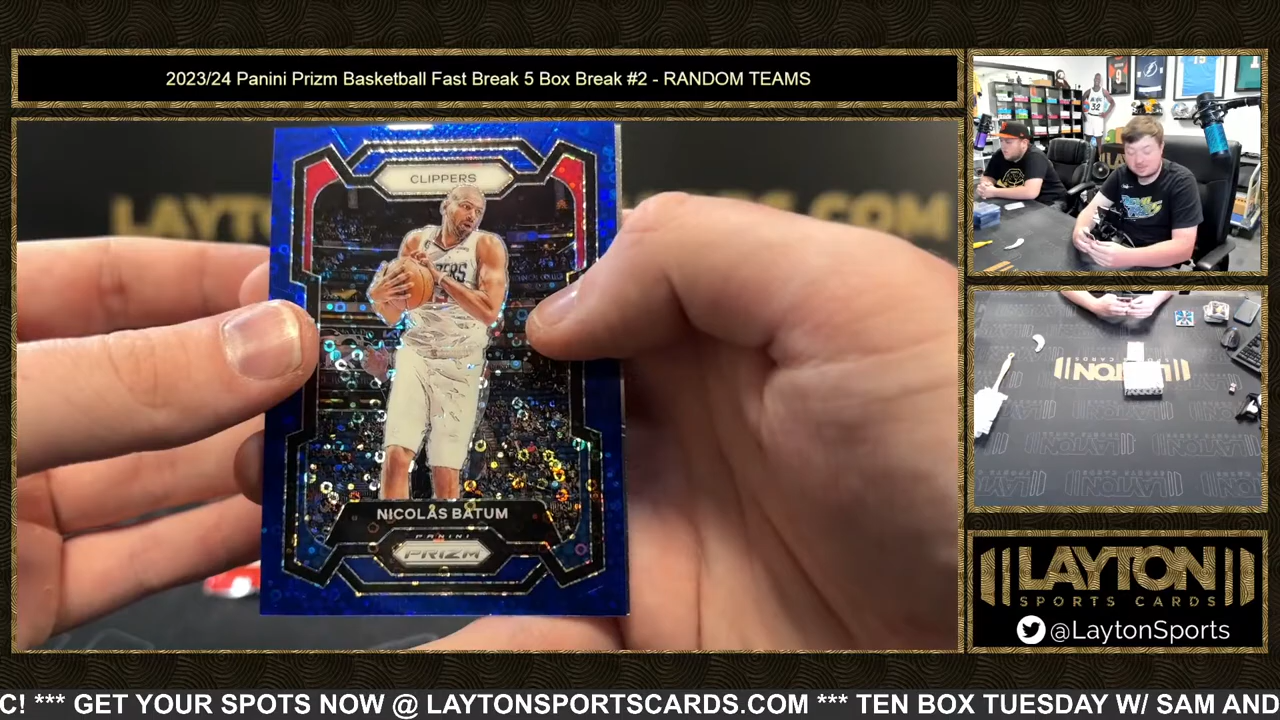 2023/24 Panini Prizm Basketball Fast Break 5 Box Break #2 - RANDOM TEAMS
CLIPPERS
NICOLAS BATUM
PANINI
PRIZM
LAYTON
SPORTS CARDS
@LaytonSports
C! *** GET YOUR SPOTS NOW @ LAYTONSPORTSCARDS.COM *** TEN BOX TUESDAY W/ SAM AND